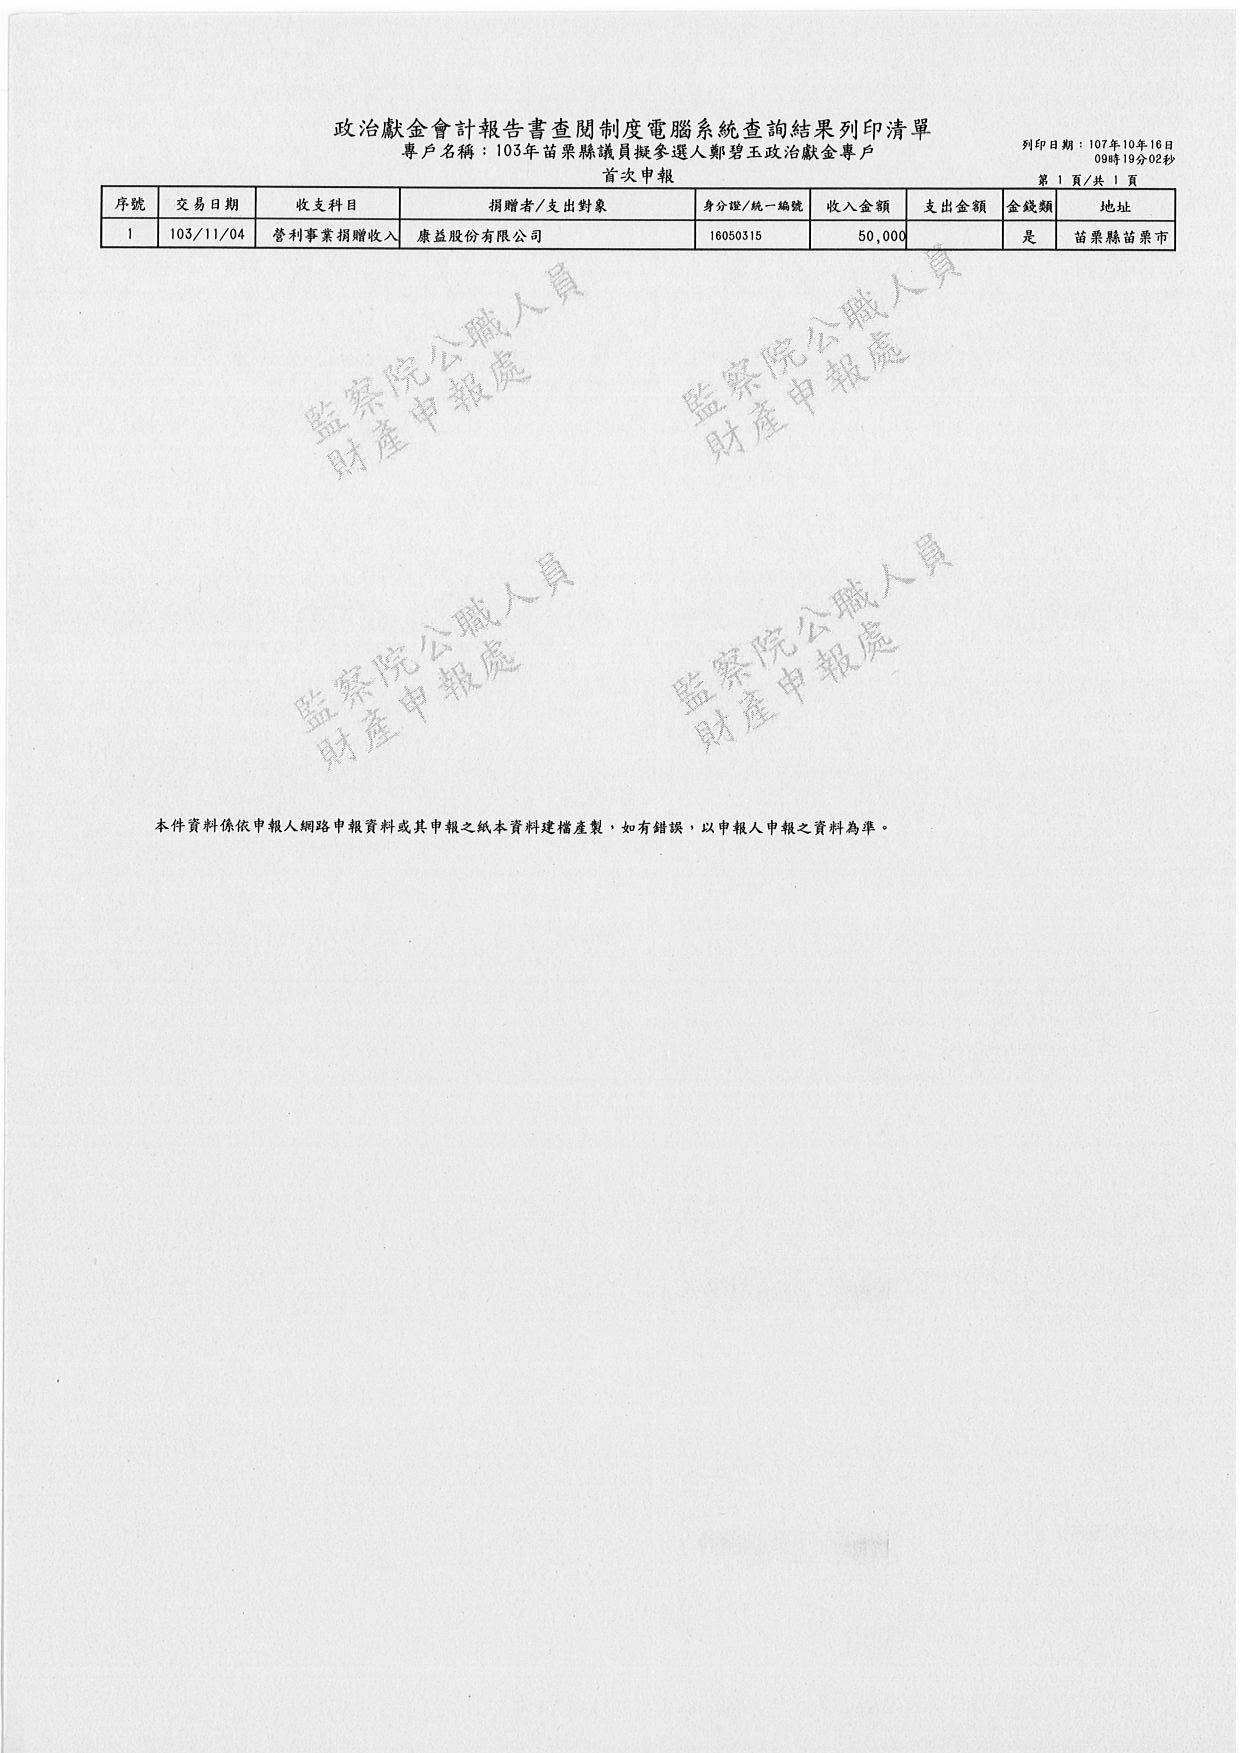 政治獻金會計報告書查閱制度電腦系統查詢結果列印清單
專戶名稱：103年苗栗縣議員擬參選人鄭碧玉政治獻金專戶
首次申報
列印日期：107年10年16日
09時19分02秒
第 1 頁/共 1 頁
序號 交易日期 收支科目 捐贈者/支出對象 身分證/統一編號 收入金額 支出金額 金錢類 地址
1 103/11/04 營利事業捐贈收入 康益股份有限公司 16050315 50,000 是 苗栗縣苗栗市
監察院公職人員
財產申報處
監察院公職人員
財產申報處
監察院公職人員
財產申報處
監察院公職人員
財產申報處
本件資料係依申報人網路申報資料或其申報之紙本資料建檔產製，如有錯誤，以申報人申報之資料為準。